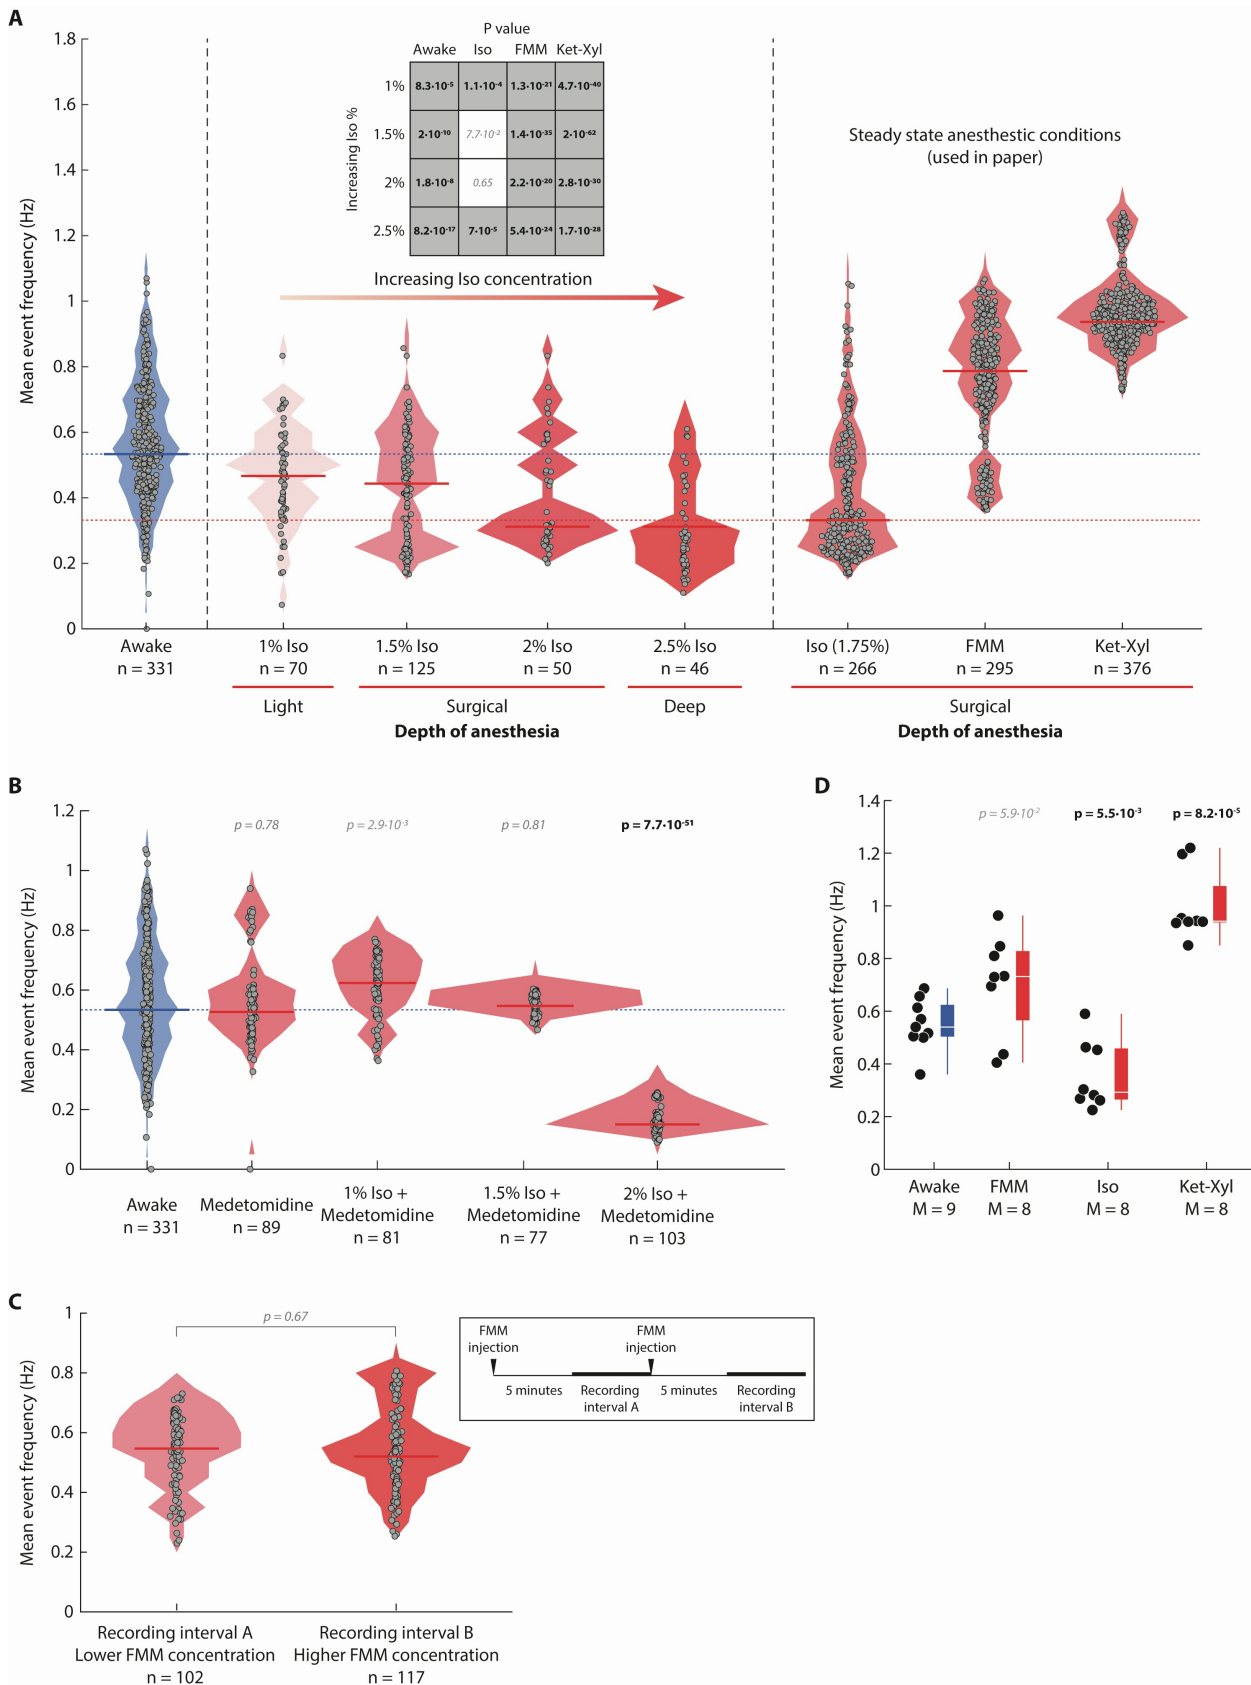 A
P value
Awake Iso FMM Ket-Xyl
1% 8.3·10⁻⁵ 1.1·10⁻⁴ 1.3·10⁻²¹ 4.7·10⁻⁴⁰
1.5% 2·10⁻¹⁰ 7.7·10⁻² 1.4·10⁻³⁵ 2·10⁻⁶²
2% 1.8·10⁻⁸ 0.65 2.2·10⁻²⁰ 2.8·10⁻³⁰
2.5% 8.2·10⁻¹⁷ 7·10⁻⁵ 5.4·10⁻²⁴ 1.7·10⁻²⁸
Increasing Iso %
Increasing Iso concentration
Steady state anesthestic conditions
(used in paper)
Mean event frequency (Hz)
1.8
1.6
1.4
1.2
1
0.8
0.6
0.4
0.2
0
Awake 1% Iso 1.5% Iso 2% Iso 2.5% Iso Iso (1.75%) FMM Ket-Xyl
n = 331 n = 70 n = 125 n = 50 n = 46 n = 266 n = 295 n = 376
Light Surgical Deep Surgical
Depth of anesthesia Depth of anesthesia
B
Mean event frequency (Hz)
1.2
1
0.8
0.6
0.4
0.2
0
p = 0.78 p = 2.9·10⁻³ p = 0.81 p = 7.7·10⁻⁵¹
Awake
n = 331
Medetomidine
n = 89
1% Iso +
Medetomidine
n = 81
1.5% Iso +
Medetomidine
n = 77
2% Iso +
Medetomidine
n = 103
D
Mean event frequency (Hz)
1.4
1.2
1
0.8
0.6
0.4
0.2
0
p = 5.9·10⁻² p = 5.5·10⁻³ p = 8.2·10⁻⁵
Awake FMM Iso Ket-Xyl
M = 9 M = 8 M = 8 M = 8
C
Mean event frequency (Hz)
1
0.8
0.6
0.4
0.2
0
p = 0.67
Recording interval A
Lower FMM concentration
n = 102
Recording interval B
Higher FMM concentration
n = 117
FMM
injection
FMM
injection
5 minutes
Recording
interval A
5 minutes
Recording
interval B